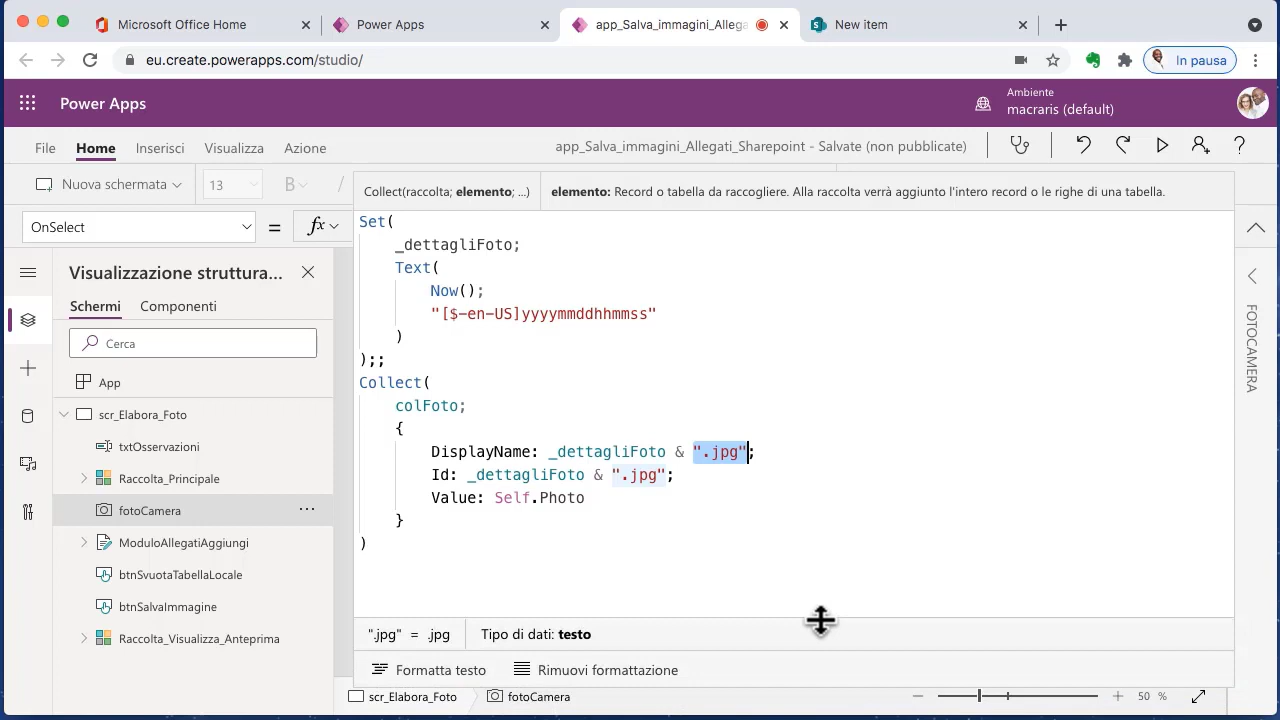 Microsoft Office Home
Power Apps
app_Salva_immagini_Allega
New item
eu.create.powerapps.com/studio/
In pausa
Power Apps
Ambiente
macraris (default)
File
Home
Inserisci
Visualizza
Azione
app_Salva_immagini_Allegati_Sharepoint - Salvate (non pubblicate)
Nuova schermata
13
B
/
Collect(raccolta; elemento; ...)
elemento: Record o tabella da raccogliere. Alla raccolta verrà aggiunto l'intero record o le righe di una tabella.
OnSelect
=
fx
Set(
_dettagliFoto;
Text(
Now();
"[$-en-US]yyyymmddhhmmss"
)
);;
Collect(
colFoto;
{
DisplayName: _dettagliFoto & ".jpg";
Id: _dettagliFoto & ".jpg";
Value: Self.Photo
}
)
Visualizzazione struttura...
Schermi
Componenti
Cerca
App
scr_Elabora_Foto
txtOsservazioni
Raccolta_Principale
fotoCamera
...
ModuloAllegatiAggiungi
btnSvuotaTabellaLocale
btnSalvaImmagine
Raccolta_Visualizza_Anteprima
FOTOCAMERA
".jpg" = .jpg
Tipo di dati: testo
Formatta testo
Rimuovi formattazione
scr_Elabora_Foto
fotoCamera
50 %